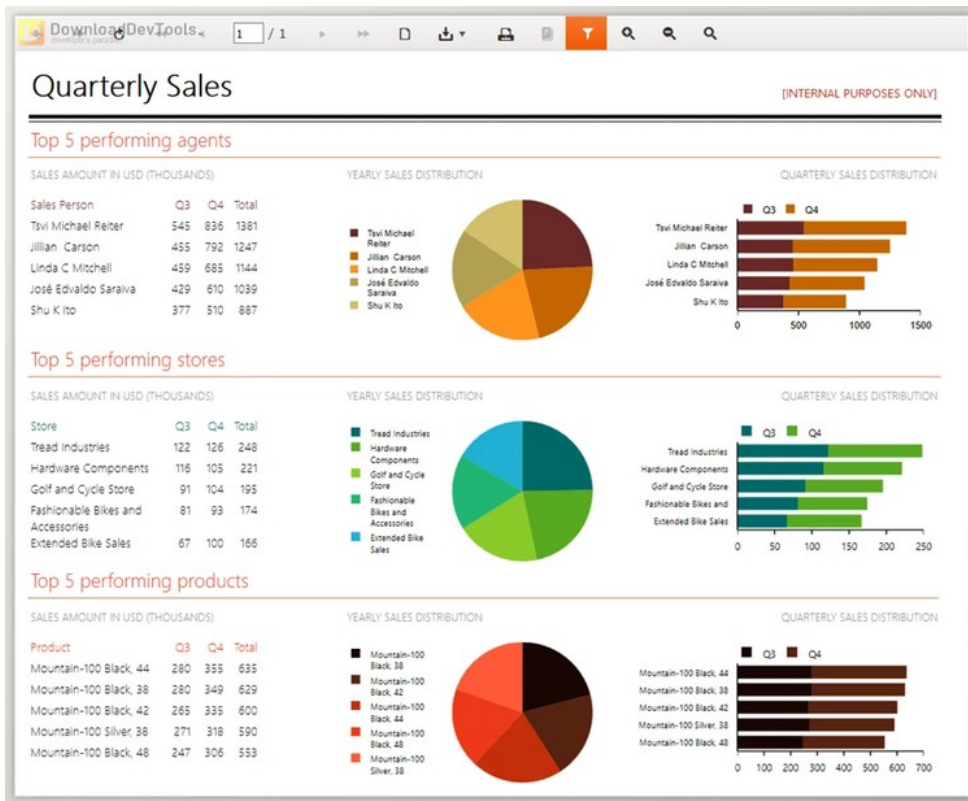 DownloadDevTools
developer's paradise
1 / 1
Quarterly Sales
[INTERNAL PURPOSES ONLY]
Top 5 performing agents
SALES AMOUNT IN USD (THOUSANDS)
Sales Person Q3 Q4 Total
Tsvi Michael Reiter 545 836 1381
Jillian Carson 455 792 1247
Linda C Mitchell 459 685 1144
José Edvaldo Saraiva 429 610 1039
Shu K Ito 377 510 887
YEARLY SALES DISTRIBUTION
Tsvi Michael
Reiter
Jillian Carson
Linda C Mitchell
José Edvaldo
Saraiva
Shu K Ito
QUARTERLY SALES DISTRIBUTION
Q3 Q4
Tsvi Michael Reiter
Jillian Carson
Linda C Mitchell
José Edvaldo Saraiva
Shu K Ito
0 500 1000 1500
Top 5 performing stores
SALES AMOUNT IN USD (THOUSANDS)
Store Q3 Q4 Total
Tread Industries 122 126 248
Hardware Components 116 105 221
Golf and Cycle Store 91 104 195
Fashionable Bikes and 81 93 174
Accessories
Extended Bike Sales 67 100 166
YEARLY SALES DISTRIBUTION
Tread Industries
Hardware
Components
Golf and Cycle
Store
Fashionable
Bikes and
Accessories
Extended Bike
Sales
QUARTERLY SALES DISTRIBUTION
Q3 Q4
Tread Industries
Hardware Components
Golf and Cycle Store
Fashionable Bikes and
Extended Bike Sales
0 50 100 150 200 250
Top 5 performing products
SALES AMOUNT IN USD (THOUSANDS)
Product Q3 Q4 Total
Mountain-100 Black, 44 280 355 635
Mountain-100 Black, 38 280 349 629
Mountain-100 Black, 42 265 335 600
Mountain-100 Silver, 38 271 318 590
Mountain-100 Black, 48 247 306 553
YEARLY SALES DISTRIBUTION
Mountain-100
Black, 38
Mountain-100
Black, 42
Mountain-100
Black, 44
Mountain-100
Black, 48
Mountain-100
Silver, 38
QUARTERLY SALES DISTRIBUTION
Q3 Q4
Mountain-100 Black, 44
Mountain-100 Black, 38
Mountain-100 Black, 42
Mountain-100 Silver, 38
Mountain-100 Black, 48
0 100 200 300 400 500 600 700